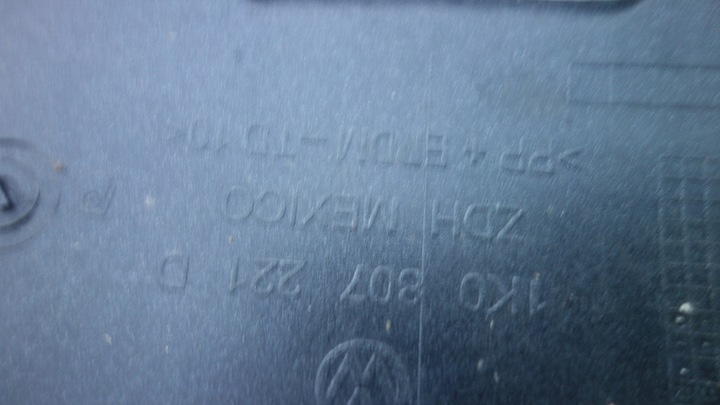 1K0 807 221 D
ZDH MEXICO
>PP+EPDM-TD10<